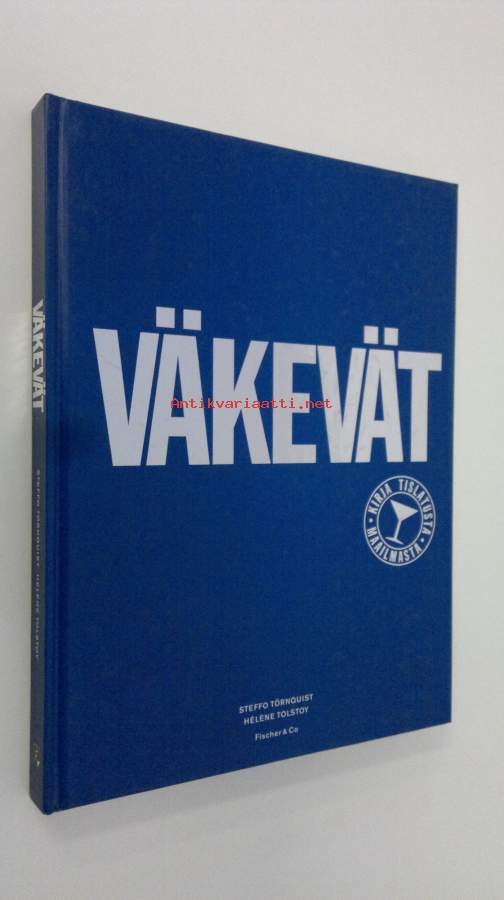 VÄKEVÄT
Antikvariaatti.net
• KIRJA TISLATUSTA •
MAAILMASTA
STEFFO TÖRNQUIST
HÉLÈNE TOLSTOY
Fischer & Co
VÄKEVÄT
STEFFO TÖRNQUIST HÉLÈNE TOLSTOY